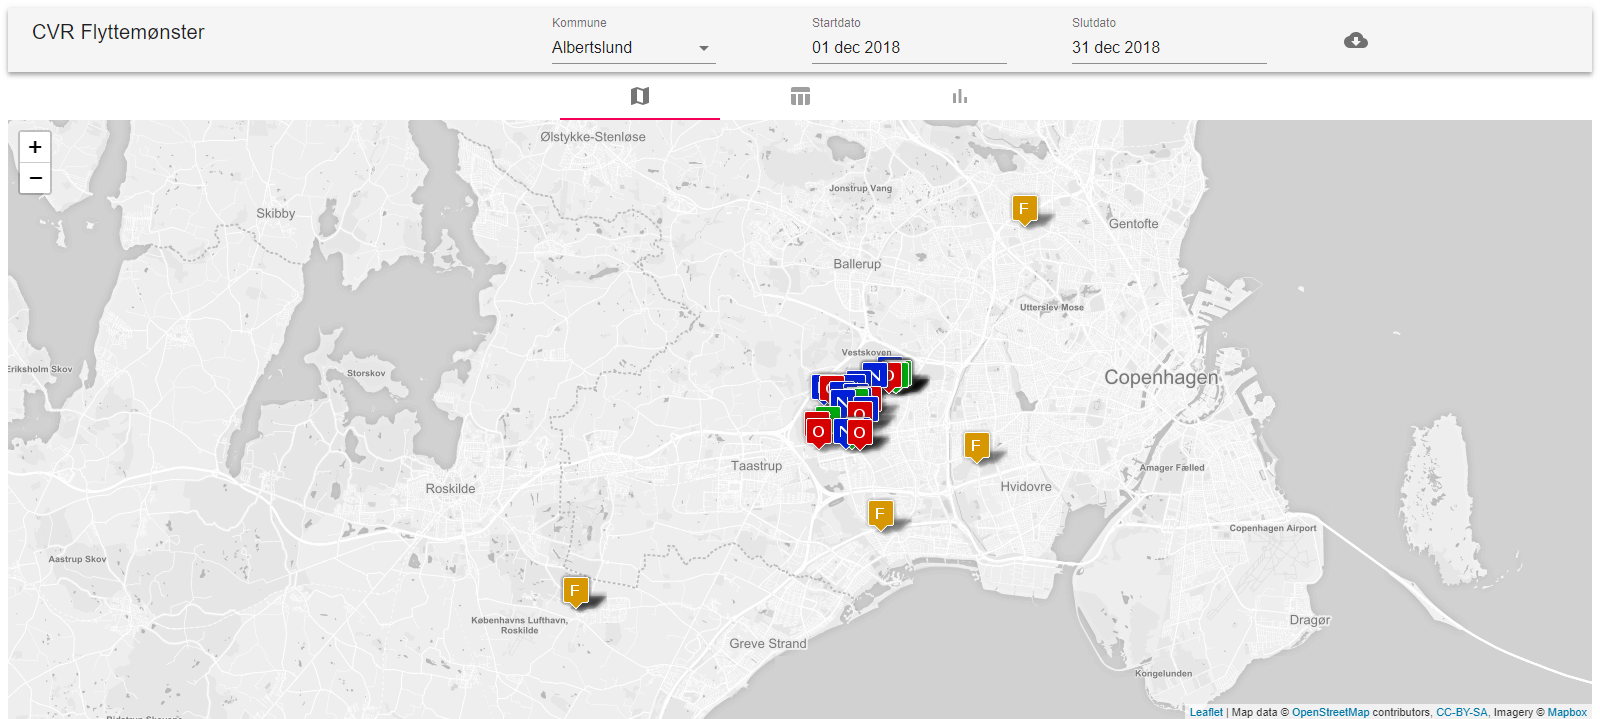 CVR Flyttemønster
Kommune
Albertslund
Startdato
01 dec 2018
Slutdato
31 dec 2018
+
−
Ølstykke-Stenløse
Jonstrup Vang
Skibby
F
Gentofte
Ballerup
Utterslev Mose
Vestskoven
Eriksholm Skov
Storskov
Copenhagen
N
O
N
O
O
N
O
F
Taastrup
Amager Fælled
Roskilde
Hvidovre
F
Copenhagen Airport
Aastrup Skov
F
Københavns Lufthavn,
Roskilde
Dragør
Greve Strand
Kongelunden
Leaflet | Map data © OpenStreetMap contributors, CC-BY-SA, Imagery © Mapbox